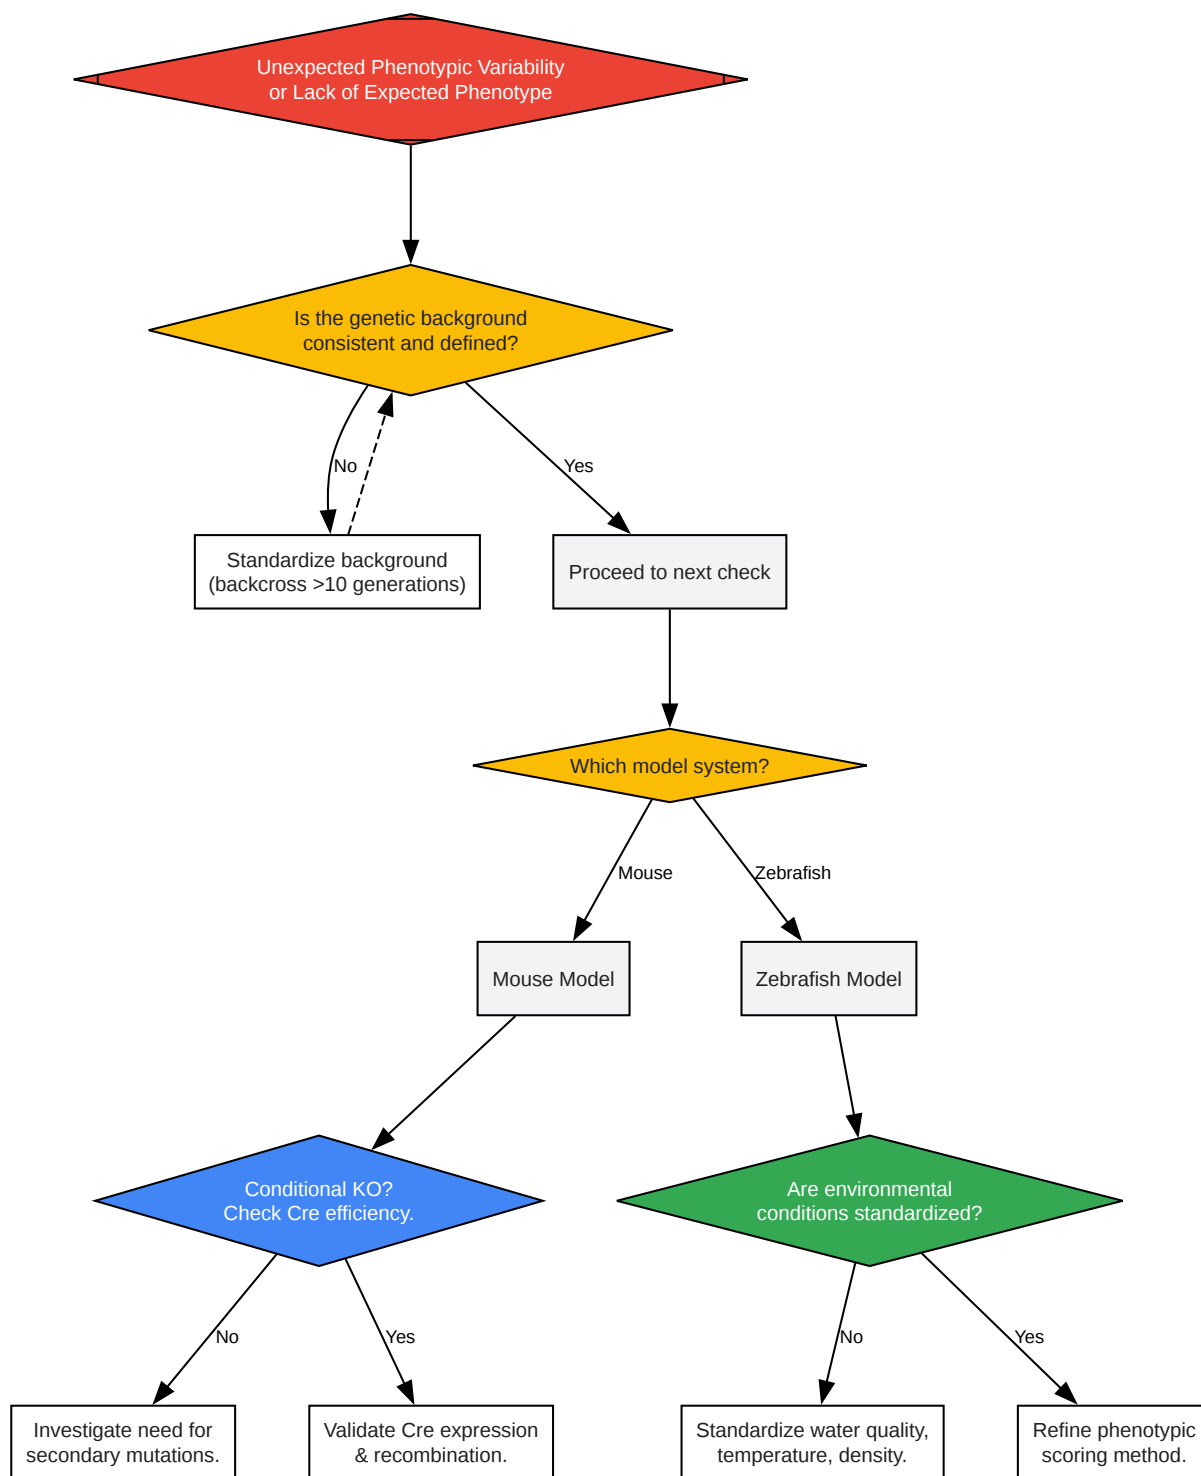 Unexpected Phenotypic Variability
or Lack of Expected Phenotype
Is the genetic background
consistent and defined?
No
Yes
Standardize background
(backcross >10 generations)
Proceed to next check
Which model system?
Mouse
Zebrafish
Mouse Model
Zebrafish Model
Conditional KO?
Check Cre efficiency.
Are environmental
conditions standardized?
No
Yes
No
Yes
Investigate need for
secondary mutations.
Validate Cre expression
& recombination.
Standardize water quality,
temperature, density.
Refine phenotypic
scoring method.